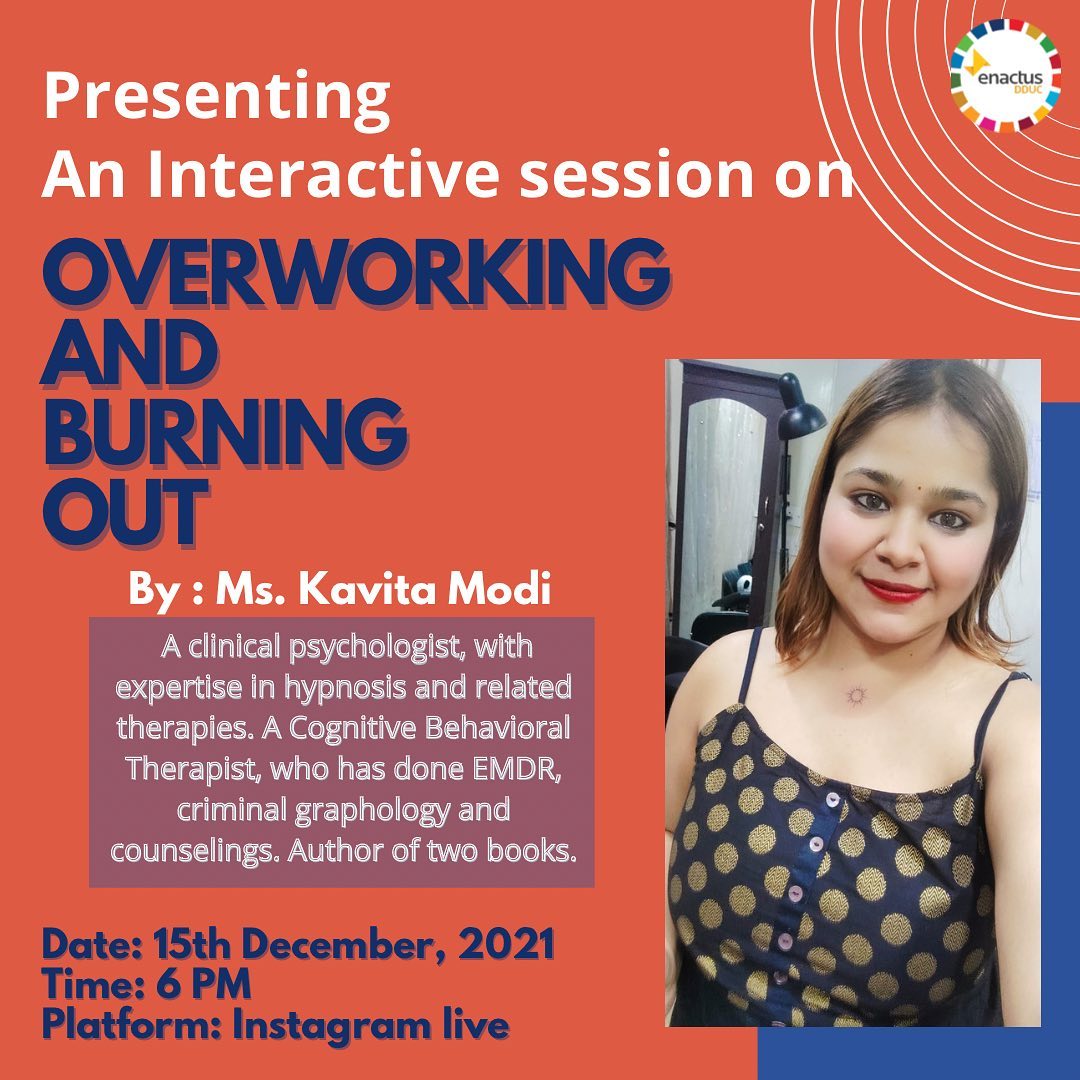 enactus
DDUC
Presenting
An Interactive session on
OVERWORKING
AND
BURNING
OUT
By : Ms. Kavita Modi
A clinical psychologist, with
expertise in hypnosis and related
therapies. A Cognitive Behavioral
Therapist, who has done EMDR,
criminal graphology and
counselings. Author of two books.
Date: 15th December, 2021
Time: 6 PM
Platform: Instagram live